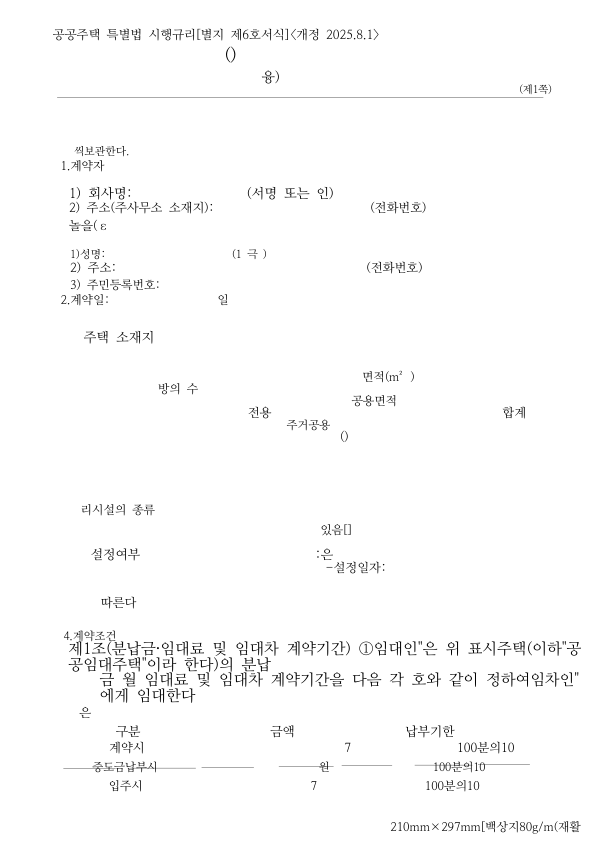 공공주택 특별법 시행규리[별지 제6호서식]<개정 2025.8.1>
()
융)
(제1쪽)
씩보관한다.
1.계약자
1) 회사명: (서명 또는 인)
2) 주소(주사무소 소재지): (전화번호)
놀을( ε
1)성명: (1 극 )
2) 주소: (전화번호)
3) 주민등록번호:
2.계약일: 일
주택 소재지
면적(m² )
방의 수
공용면적
전용 합계
주거공용
()
리시설의 종류
있음[]
설정여부 :은
-설정일자:
따른다
4.계약조건
제1조(분납금·임대료 및 임대차 계약기간) ①임대인"은 위 표시주택(이하"공
공임대주택"이라 한다)의 분납
금 월 임대료 및 임대차 계약기간을 다음 각 호와 같이 정하여임차인"
에게 임대한다
은
구분 금액 납부기한
계약시 7 100분의10
중도금납부시 원 100분의10
입주시 7 100분의10
210mm×297mm[백상지80g/m(재활